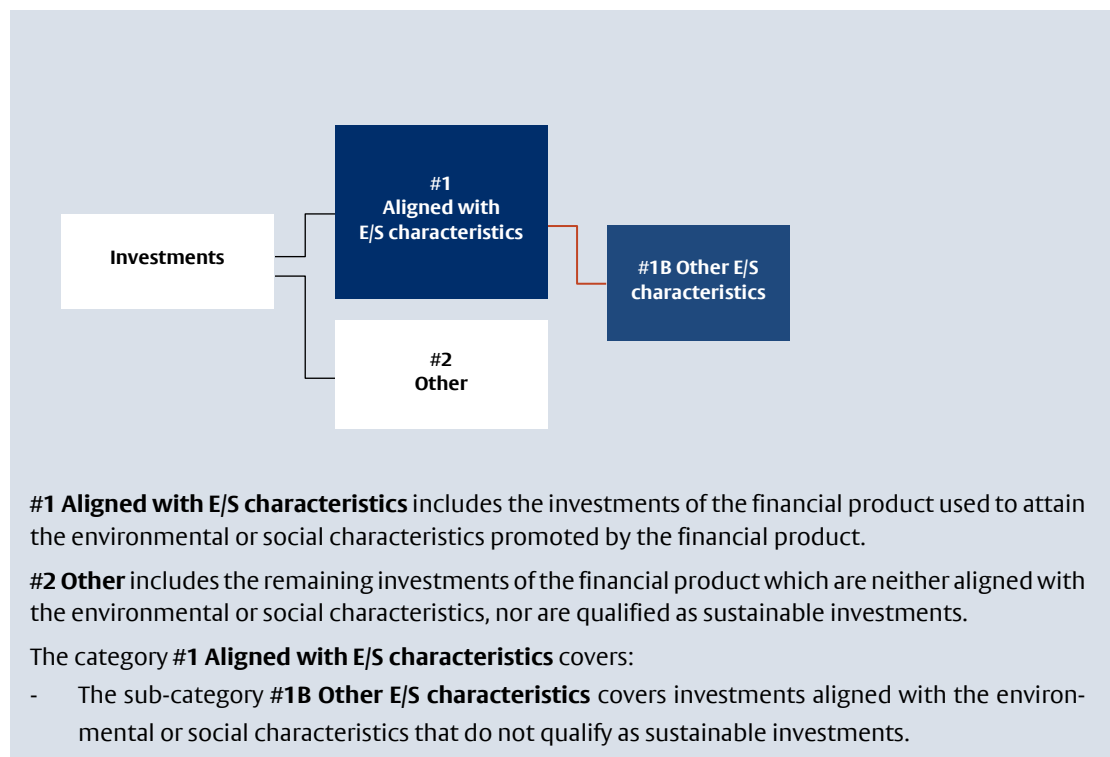 #1
Aligned with
E/S characteristics
Investments
#1B Other E/S
characteristics
#2
Other
#1 Aligned with E/S characteristics includes the investments of the financial product used to attain
the environmental or social characteristics promoted by the financial product.
#2 Other includes the remaining investments of the financial product which are neither aligned with
the environmental or social characteristics, nor are qualified as sustainable investments.
The category #1 Aligned with E/S characteristics covers:
- The sub-category #1B Other E/S characteristics covers investments aligned with the environ-
mental or social characteristics that do not qualify as sustainable investments.